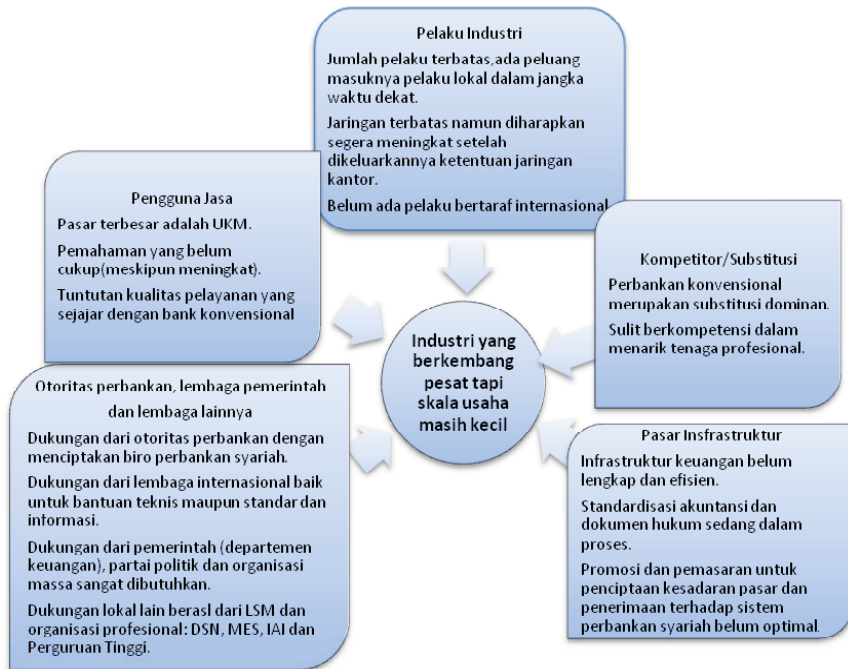 Pelaku Industri
Jumlah pelaku terbatas,ada peluang
masuknya pelaku lokal dalam jangka
waktu dekat.
Jaringan terbatas namun diharapkan
segera meningkat setelah
dikeluarkannya ketentuan jaringan
kantor.
Belum ada pelaku bertaraf internasional
Pengguna Jasa
Pasar terbesar adalah UKM.
Pemahaman yang belum
cukup(meskipun meningkat).
Tuntutan kualitas pelayanan yang
sejajar dengan bank konvensional
Kompetitor/Substitusi
Perbankan konvensional
merupakan substitusi dominan.
Sulit berkompetensi dalam
menarik tenaga profesional.
Industri yang
berkembang
pesat tapi
skala usaha
masih kecil
Otoritas perbankan, lembaga pemerintah
dan lembaga lainnya
Dukungan dari otoritas perbankan dengan
menciptakan biro perbankan syariah.
Dukungan dari lembaga internasional baik
untuk bantuan teknis maupun standar dan
informasi.
Dukungan dari pemerintah (departemen
keuangan), partai politik dan organisasi
massa sangat dibutuhkan.
Dukungan lokal lain berasl dari LSM dan
organisasi profesional: DSN, MES, IAI dan
Perguruan Tinggi.
Pasar Insfrastruktur
Infrastruktur keuangan belum
lengkap dan efisien.
Standardisasi akuntansi dan
dokumen hukum sedang dalam
proses.
Promosi dan pemasaran untuk
penciptaan kesadaran pasar dan
penerimaan terhadap sistem
perbankan syariah belum optimal.